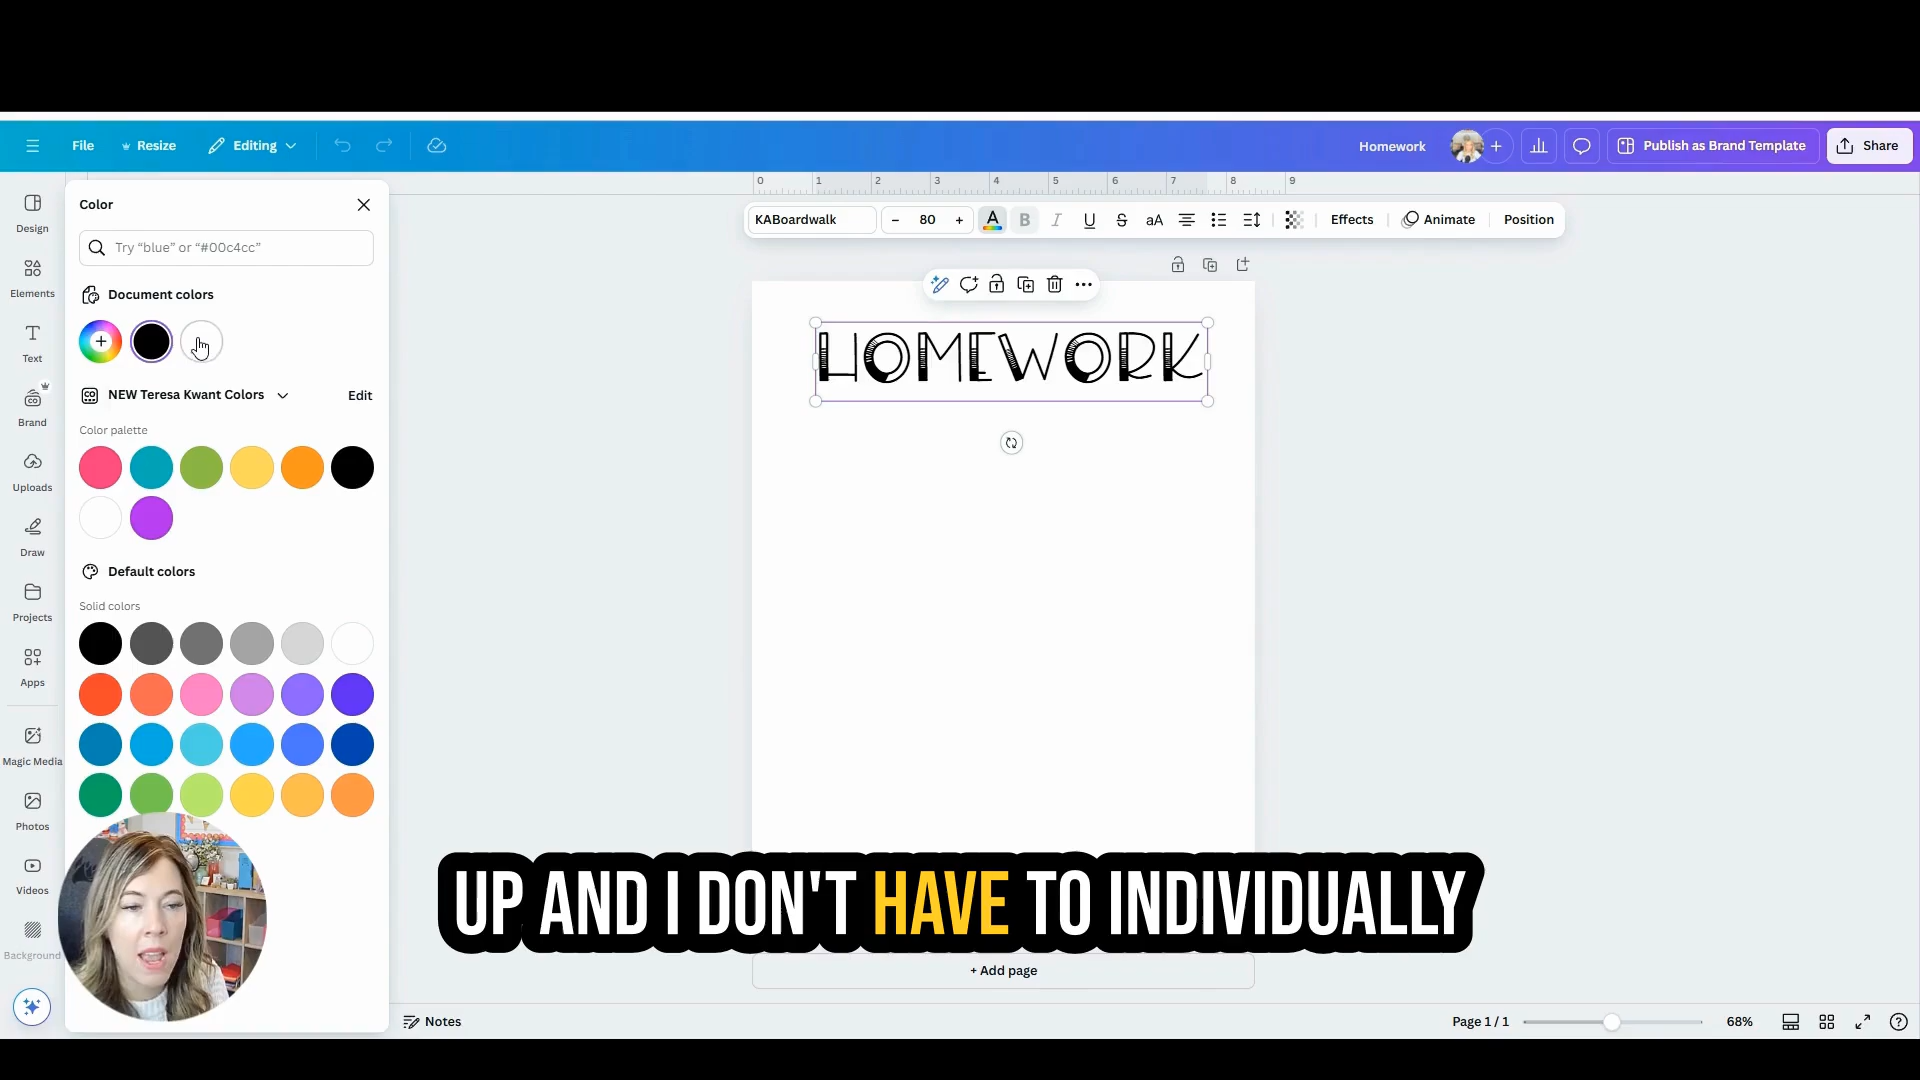 File
Resize
Editing
Homework
Publish as Brand Template
Share
0 1 2 3 4 5 6 7 8 9
Color
Try “blue” or “#00c4cc”
Document colors
NEW Teresa Kwant Colors
Edit
Color palette
Default colors
Solid colors
Design
Elements
Text
Brand
Uploads
Draw
Projects
Apps
Magic Media
Photos
Videos
Background
KABoardwalk
– 80 +
A B I U S aA
Effects
Animate
Position
HOMEWORK
UP AND I DON'T HAVE TO INDIVIDUALLY
+ Add page
Notes
Page 1 / 1
68%